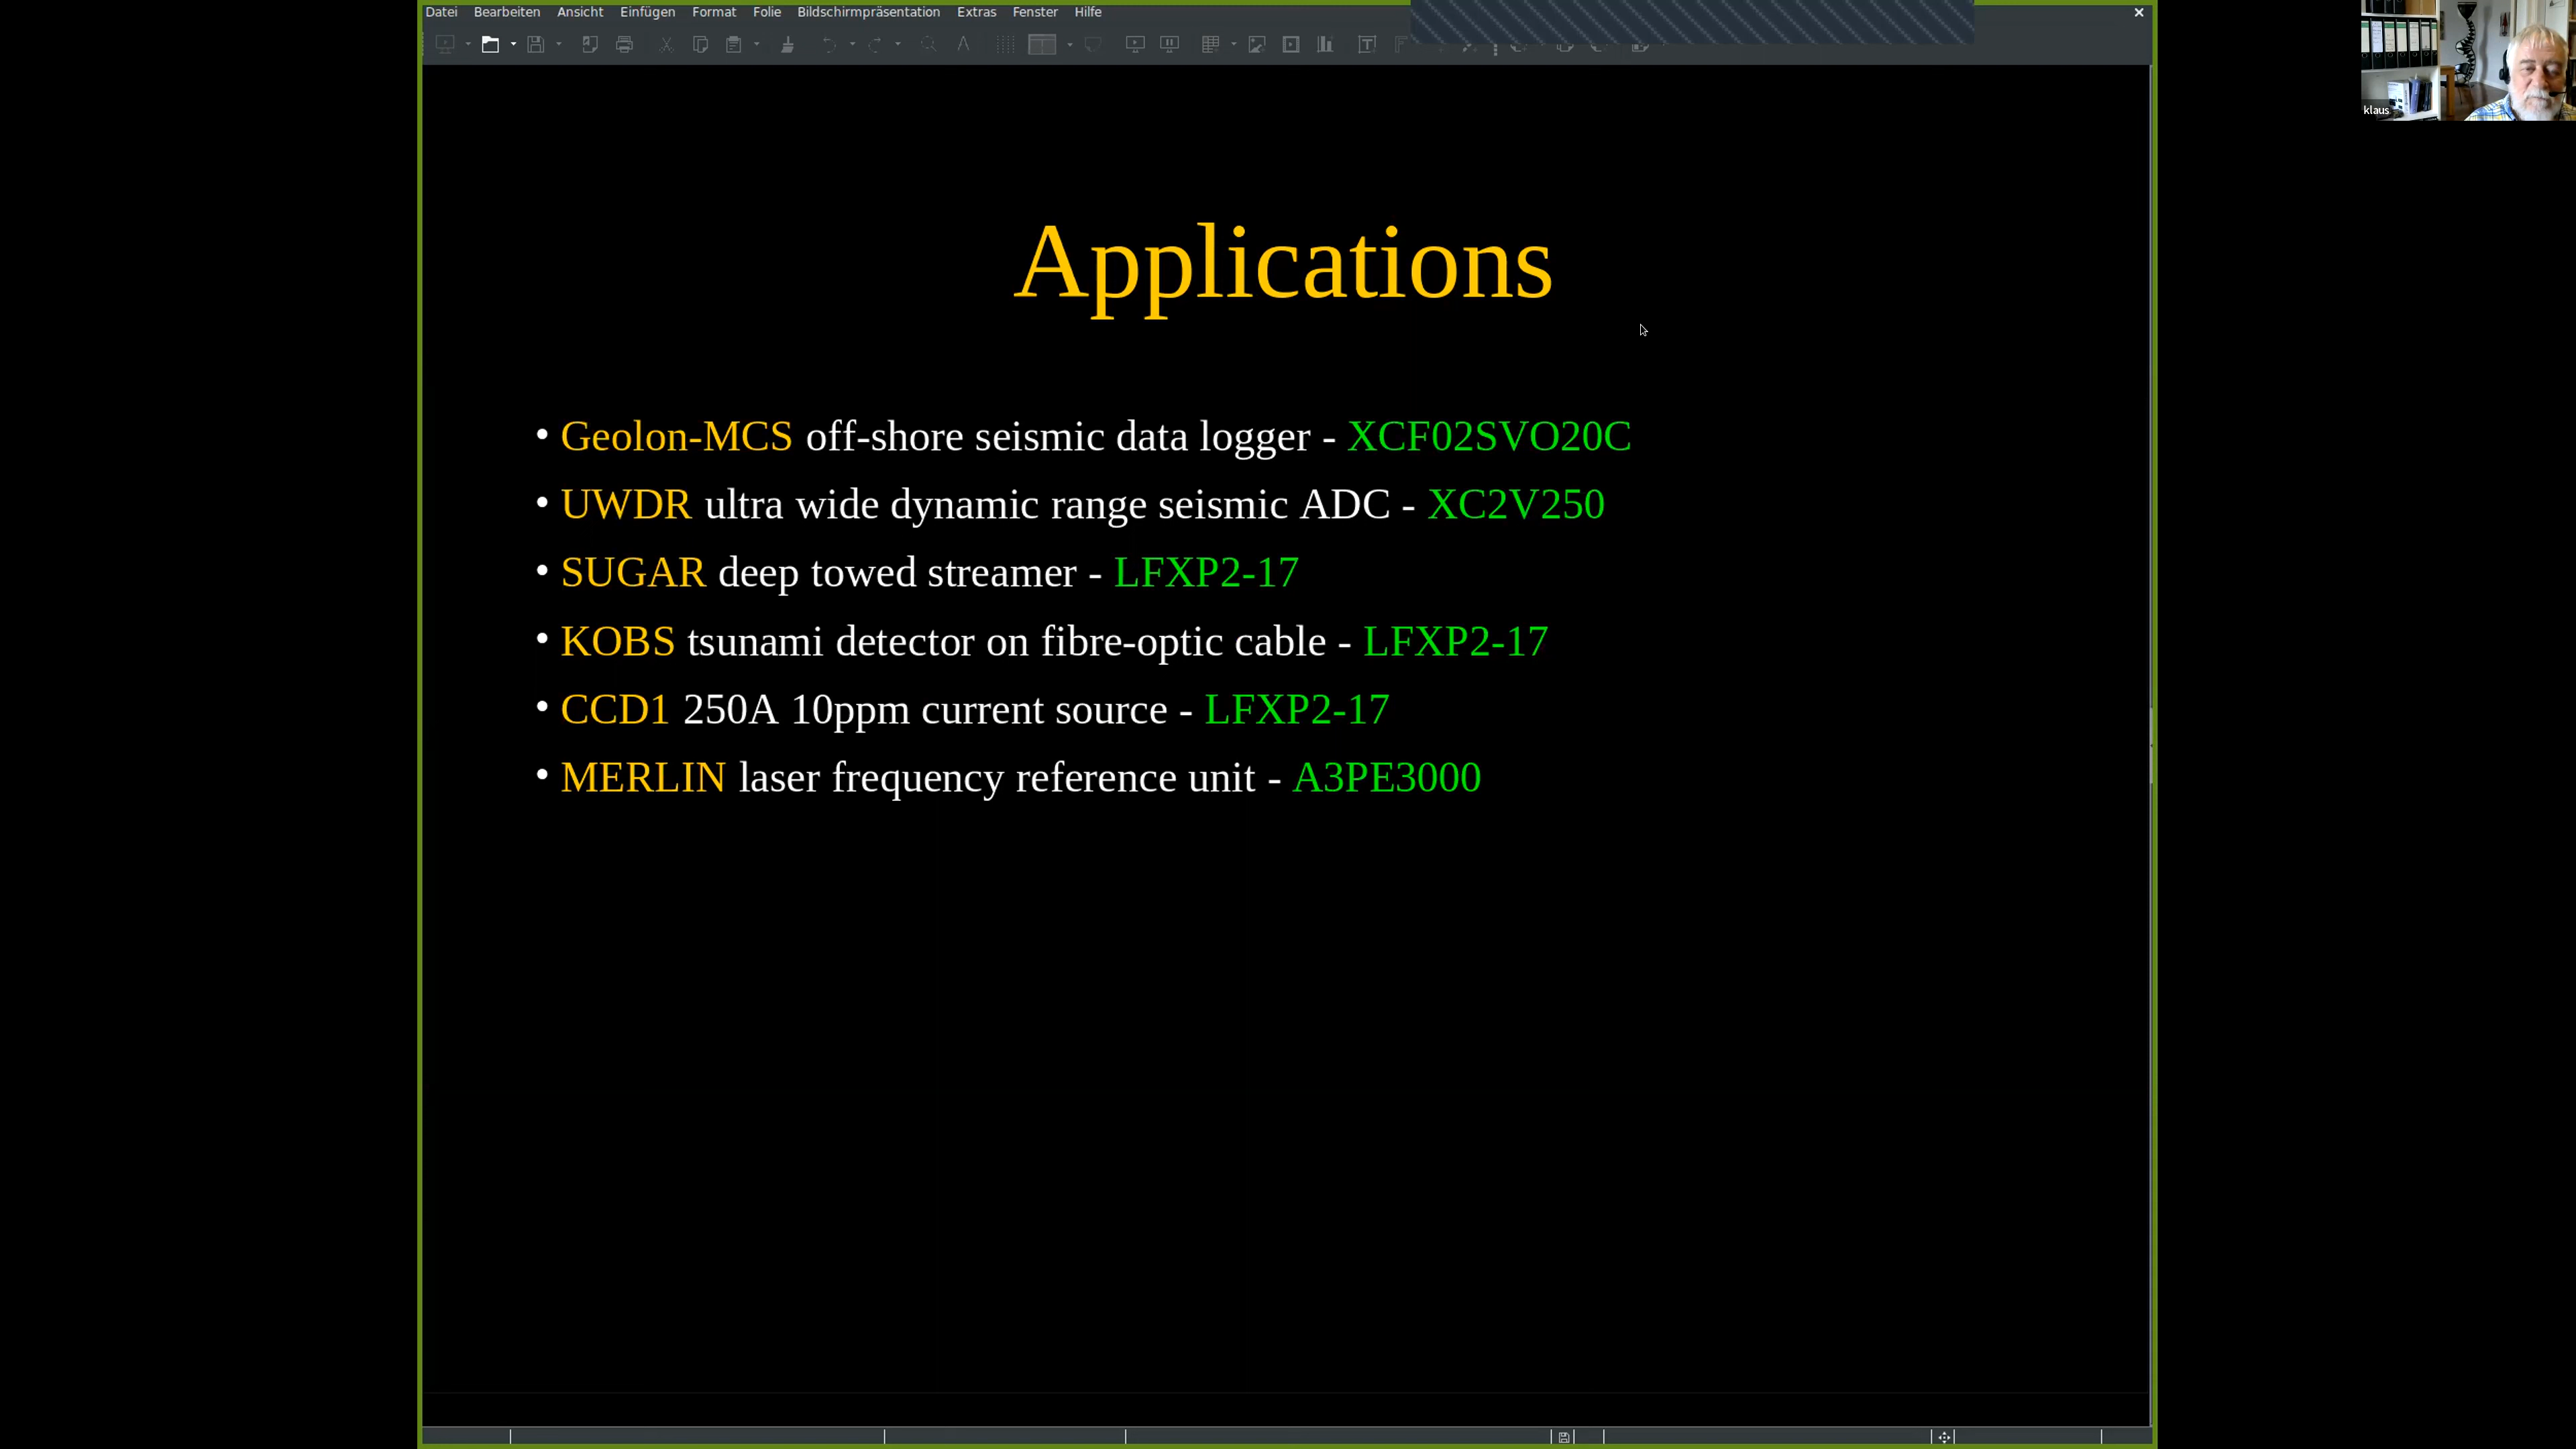 Datei Bearbeiten Ansicht Einfügen Format Folie Bildschirmpräsentation Extras Fenster Hilfe
klaus
Applications
• Geolon-MCS off-shore seismic data logger - XCF02SVO20C
• UWDR ultra wide dynamic range seismic ADC - XC2V250
• SUGAR deep towed streamer - LFXP2-17
• KOBS tsunami detector on fibre-optic cable - LFXP2-17
• CCD1 250A 10ppm current source - LFXP2-17
• MERLIN laser frequency reference unit - A3PE3000